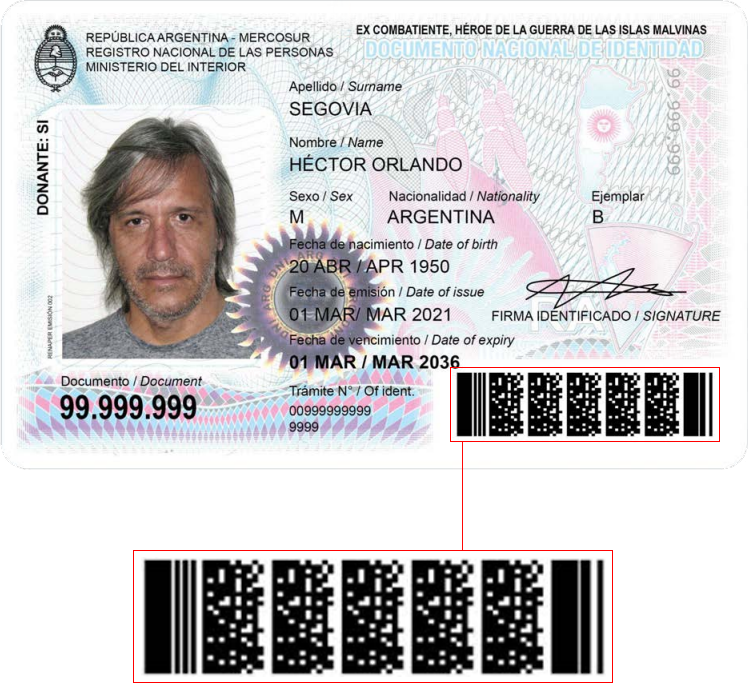 REPÚBLICA ARGENTINA - MERCOSUR
REGISTRO NACIONAL DE LAS PERSONAS
MINISTERIO DEL INTERIOR
EX COMBATIENTE, HÉROE DE LA GUERRA DE LAS ISLAS MALVINAS
DOCUMENTO NACIONAL DE IDENTIDAD
Apellido / Surname
SEGOVIA
Nombre / Name
HÉCTOR ORLANDO
Sexo / Sex Nacionalidad / Nationality Ejemplar
M ARGENTINA B
Fecha de nacimiento / Date of birth
20 ABR / APR 1950
Fecha de emisión / Date of issue
01 MAR/ MAR 2021
FIRMA IDENTIFICADO / SIGNATURE
Fecha de vencimiento / Date of expiry
01 MAR / MAR 2036
Trámite N° / Of ident.
00999999999
9999
Documento / Document
99.999.999
DONANTE: SI
RENAPER EMISIÓN 002
99.999.999